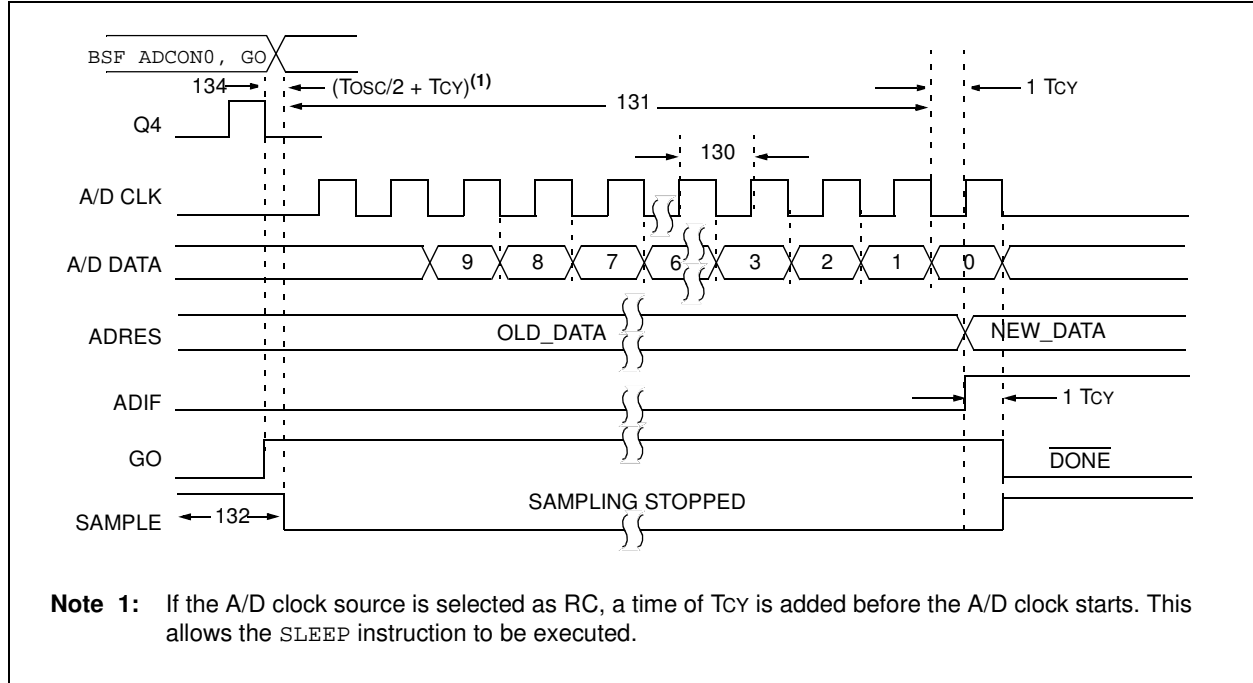 BSF ADCON0, GO
134 (TOSC/2 + TCY)(1)
131
1 TCY
Q4
130
A/D CLK
A/D DATA 9 8 7 6 3 2 1 0
ADRES OLD_DATA NEW_DATA
ADIF 1 TCY
GO DONE
SAMPLE 132 SAMPLING STOPPED
Note 1: If the A/D clock source is selected as RC, a time of TCY is added before the A/D clock starts. This
allows the SLEEP instruction to be executed.